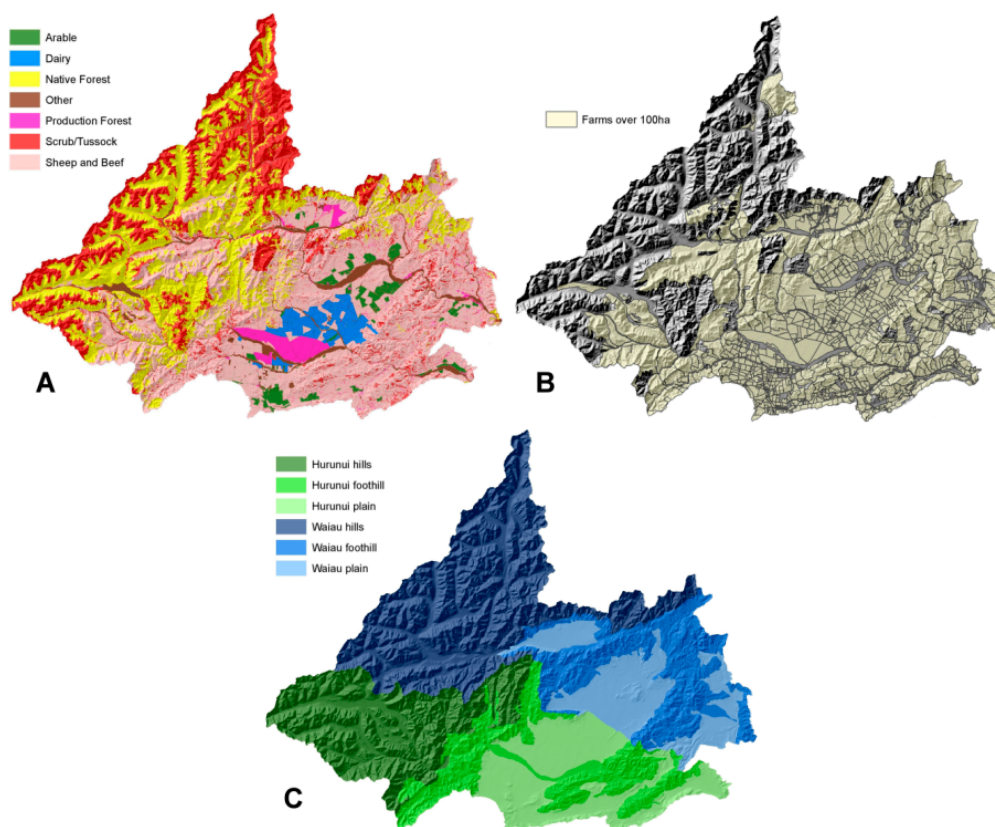 Arable
Dairy
Native Forest
Other
Production Forest
Scrub/Tussock
Sheep and Beef
A
Farms over 100ha
B
Hurunui hills
Hurunui foothill
Hurunui plain
Waiau hills
Waiau foothill
Waiau plain
C